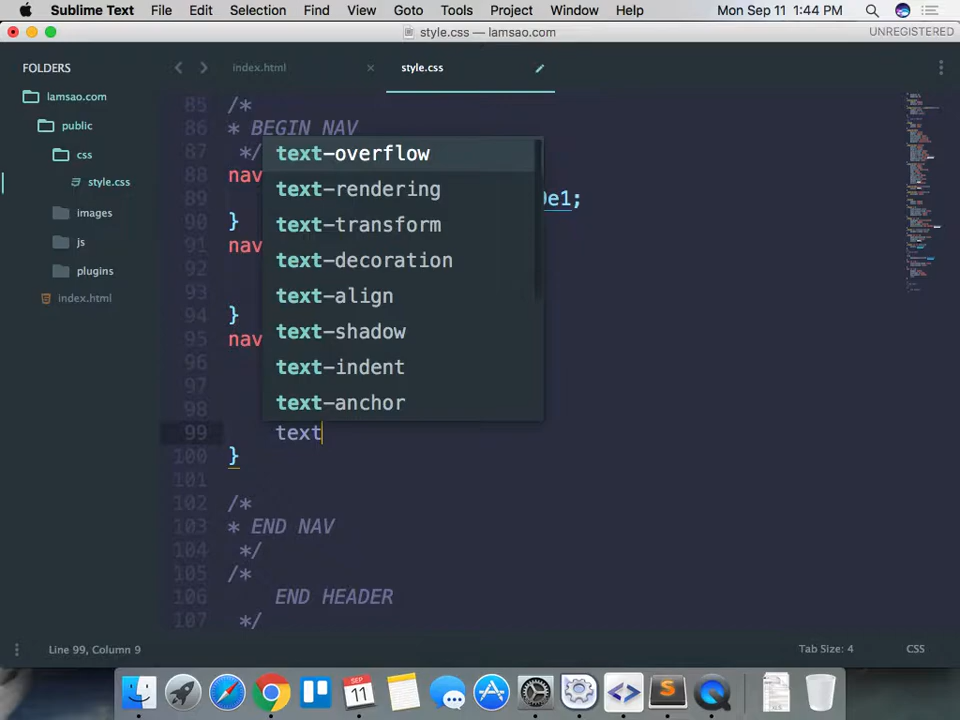 Sublime Text File Edit Selection Find View Goto Tools Project Window Help Mon Sep 11 1:44 PM
style.css — lamsao.com UNREGISTERED
FOLDERS
lamsao.com
public
css
style.css
images
js
plugins
index.html
index.html × style.css
85 /*
86 * BEGIN NAV
87 */
88 nav
89 0e1;
90 }
91 nav
92
93
94 }
95 nav
96
97
98
99 text
100 }
101
102 /*
103 * END NAV
104 */
105 /*
106 END HEADER
107 */
text-overflow
text-rendering
text-transform
text-decoration
text-align
text-shadow
text-indent
text-anchor
Line 99, Column 9 Tab Size: 4 CSS
SEP
11